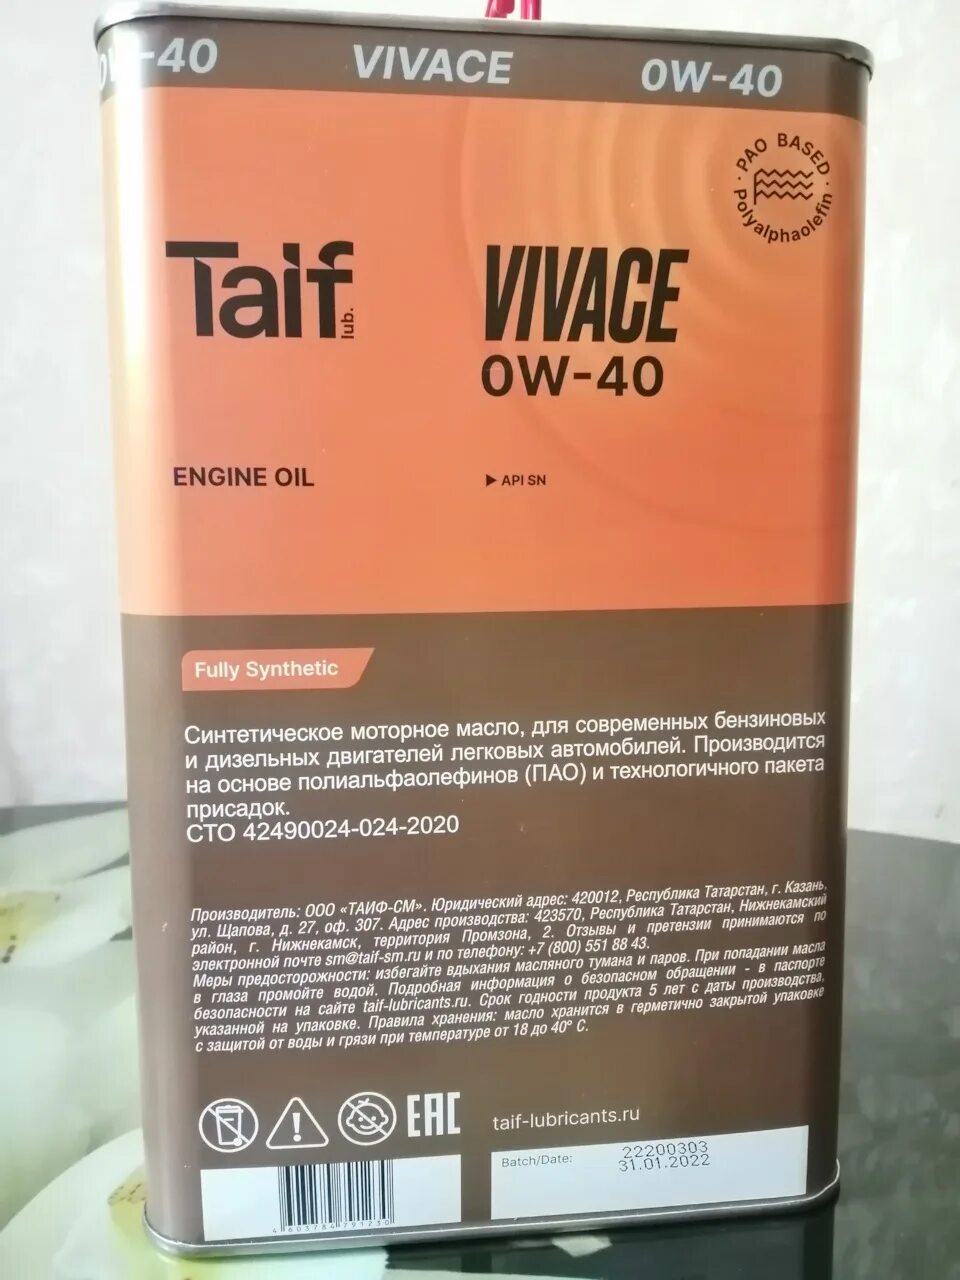 0W-40 VIVACE 0W-40
PAO BASED
Polyalphaolefin
Taif
lub.
VIVACE
0W-40
ENGINE OIL
▶ API SN
Fully Synthetic
Синтетическое моторное масло, для современных бензиновых
и дизельных двигателей легковых автомобилей. Производится
на основе полиальфаолефинов (ПАО) и технологичного пакета
присадок.
СТО 42490024-024-2020
Производитель: ООО «ТАИФ-СМ». Юридический адрес: 420012, Республика Татарстан, г. Казань,
ул. Щапова, д. 27, оф. 307. Адрес производства: 423570, Республика Татарстан, Нижнекамский
район, г. Нижнекамск, территория Промзона, 2. Отзывы и претензии принимаются по
электронной почте sm@taif-sm.ru и по телефону: +7 (800) 551 88 43.
Меры предосторожности: избегайте вдыхания масляного тумана и паров. При попадании масла
в глаза промойте водой. Подробная информация о безопасном обращении - в паспорте
безопасности на сайте taif-lubricants.ru. Срок годности продукта 5 лет с даты производства,
указанной на упаковке. Правила хранения: масло хранится в герметично закрытой упаковке
с защитой от воды и грязи при температуре от 18 до 40° С.
EAC
taif-lubricants.ru
Batch/Date: 22200303
31.01.2022
4603784791230